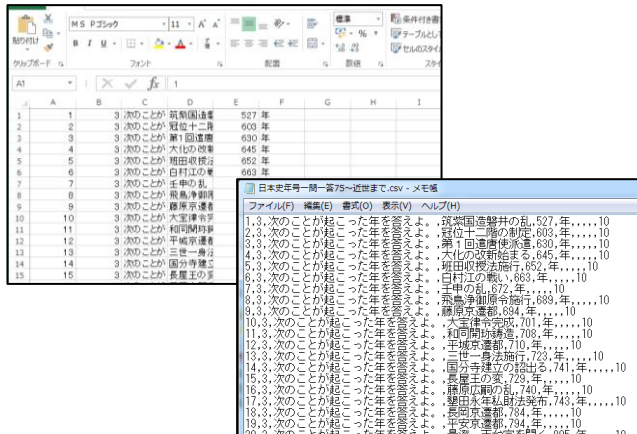 貼り付け
クリップボード
MS Pゴシック
11
A
A
B I U
A
フォント
配置
標準
%
数値
条件付き書
テーブルとし
セルのスタイ
スタイ
A1
fx
1
A B C D E F G H I
1 1 3 次のことが 筑紫国造磐 527 年
2 2 3 次のことが 冠位十二階 603 年
3 3 3 次のことが 第1回遣唐 630 年
4 4 3 次のことが 大化の改新 645 年
5 5 3 次のことが 班田収授法 652 年
6 6 3 次のことが 白村江の戦 663 年
7 7 3 次のことが 壬申の乱
8 8 3 次のことが 飛鳥浄御原
9 9 3 次のことが 藤原京遷都
10 10 3 次のことが 大宝律令完
11 11 3 次のことが 和同開珎鋳
12 12 3 次のことが 平城京遷都
13 13 3 次のことが 三世一身法
14 14 3 次のことが 国分寺建立
15 15 3 次のことが 長屋王の変
日本史年号一問一答75～近世まで.csv - メモ帳
ファイル(F) 編集(E) 書式(O) 表示(V) ヘルプ(H)
1,3,次のことが起こった年を答えよ。,筑紫国造磐井の乱,527,年,,,,,10
2,3,次のことが起こった年を答えよ。,冠位十二階の制定,603,年,,,,,10
3,3,次のことが起こった年を答えよ。,第1回遣唐使派遣,630,年,,,,,10
4,3,次のことが起こった年を答えよ。,大化の改新始まる,645,年,,,,,10
5,3,次のことが起こった年を答えよ。,班田収授法施行,652,年,,,,,10
6,3,次のことが起こった年を答えよ。,白村江の戦い,663,年,,,,,10
7,3,次のことが起こった年を答えよ。,壬申の乱,672,年,,,,,10
8,3,次のことが起こった年を答えよ。,飛鳥浄御原令施行,689,年,,,,,10
9,3,次のことが起こった年を答えよ。,藤原京遷都,694,年,,,,,10
10,3,次のことが起こった年を答えよ。,大宝律令完成,701,年,,,,,10
11,3,次のことが起こった年を答えよ。,和同開珎鋳造,708,年,,,,,10
12,3,次のことが起こった年を答えよ。,平城京遷都,710,年,,,,,10
13,3,次のことが起こった年を答えよ。,三世一身法施行,723,年,,,,,10
14,3,次のことが起こった年を答えよ。,国分寺建立の詔出る,741,年,,,,,10
15,3,次のことが起こった年を答えよ。,長屋王の変,729,年,,,,,10
16,3,次のことが起こった年を答えよ。,藤原広嗣の乱,740,年,,,,,10
17,3,次のことが起こった年を答えよ。,墾田永年私財法発布,743,年,,,,,10
18,3,次のことが起こった年を答えよ。,長岡京遷都,784,年,,,,,10
19,3,次のことが起こった年を答えよ。,平安京遷都,794,年,,,,,10